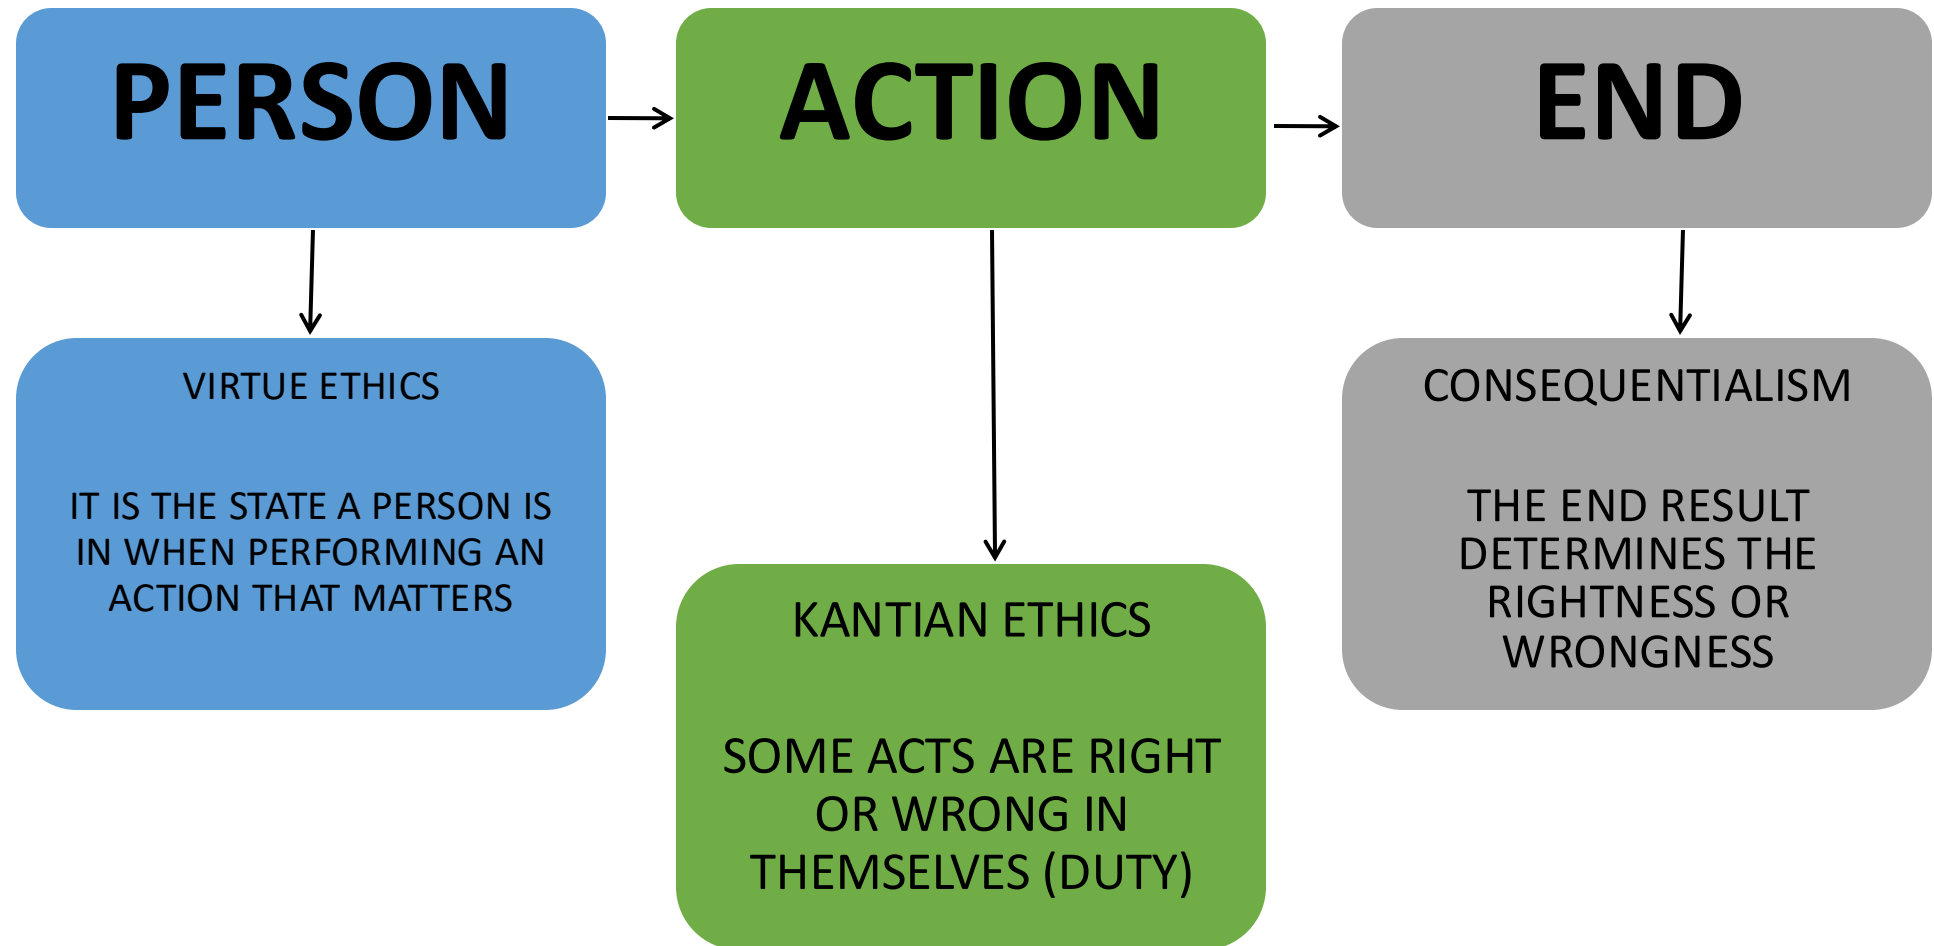 PERSON
ACTION
END
VIRTUE ETHICS
IT IS THE STATE A PERSON IS
IN WHEN PERFORMING AN
ACTION THAT MATTERS
KANTIAN ETHICS
SOME ACTS ARE RIGHT
OR WRONG IN
THEMSELVES (DUTY)
CONSEQUENTIALISM
THE END RESULT
DETERMINES THE
RIGHTNESS OR
WRONGNESS